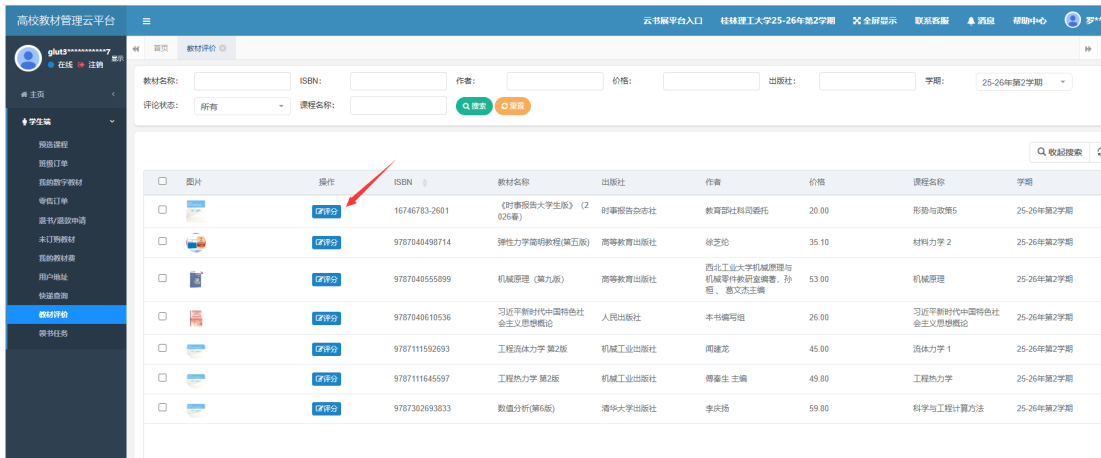 高校教材管理云平台
云书展平台入口 桂林理工大学25-26年第2学期 全屏显示 联系客服 消息 帮助中心 罗**
glut3***********7 显示
在线 注销
首页 教材评价
主页
学生端
预选课程
班级订单
我的数字教材
零售订单
退书/退款申请
未订购教材
我的教材费
用户地址
快递查询
教材评价
领书任务
教材名称: ISBN: 作者: 价格: 出版社: 学期: 25-26年第2学期
评论状态: 所有 课程名称: 搜索 重置
收起搜索
图片 操作 ISBN 教材名称 出版社 作者 价格 课程名称 学期
评分 16746783-2601 《时事报告大学生版》(2 时事报告杂志社 教育部社科司委托 20.00 形势与政策5 25-26年第2学期
026春)
评分 9787040498714 弹性力学简明教程(第五版) 高等教育出版社 徐芝纶 35.10 材料力学 2 25-26年第2学期
西北工业大学机械原理与
评分 9787040555899 机械原理（第九版） 高等教育出版社 机械零件教研室编著、孙 53.00 机械原理 25-26年第2学期
桓 、 葛文杰主编
评分 9787040610536 习近平新时代中国特色社 人民出版社 本书编写组 26.00 习近平新时代中国特色社 25-26年第2学期
会主义思想概论 会主义思想概论
评分 9787111592693 工程流体力学 第2版 机械工业出版社 闻建龙 45.00 流体力学 1 25-26年第2学期
评分 9787111645597 工程热力学 第2版 机械工业出版社 傅秦生 主编 49.80 工程热力学 25-26年第2学期
评分 9787302693833 数值分析(第6版) 清华大学出版社 李庆扬 59.80 科学与工程计算方法 25-26年第2学期